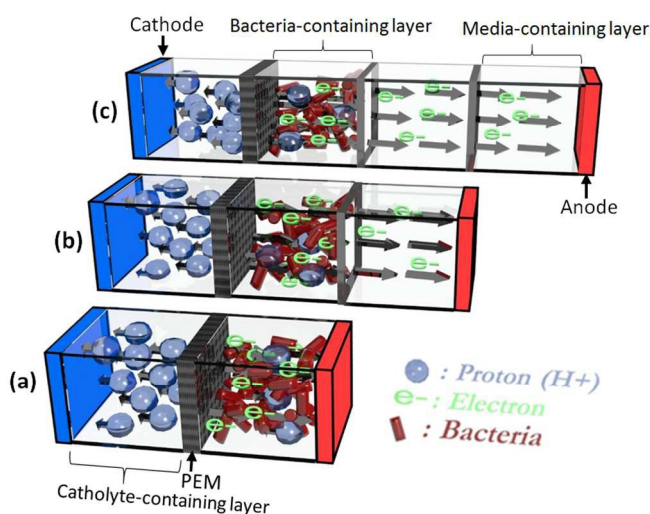 Cathode
Bacteria-containing layer
Media-containing layer
(c)
e-
e-
e-
e-
e-
e-
e-
e-
e-
e-
Anode
(b)
e-
e-
e-
e-
e-
e-
e-
(a)
e-
e-
e-
e-
e-
: Proton (H+)
e- : Electron
: Bacteria
PEM
Catholyte-containing layer